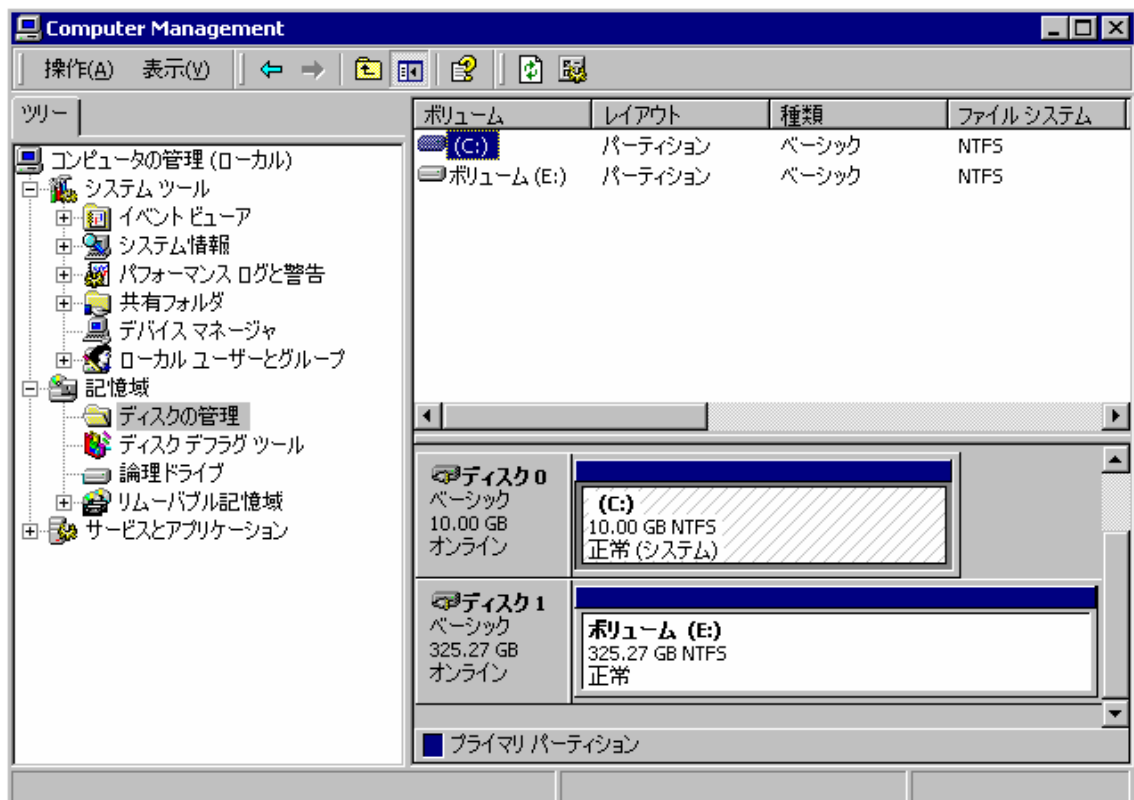 Computer Management
操作(A) 表示(V)
ツリー
コンピュータの管理 (ローカル)
システム ツール
イベント ビューア
システム情報
パフォーマンス ログと警告
共有フォルダ
デバイス マネージャ
ローカル ユーザーとグループ
記憶域
ディスクの管理
ディスク デフラグ ツール
論理ドライブ
リムーバブル記憶域
サービスとアプリケーション
ボリューム レイアウト 種類 ファイル システム
(C:) パーティション ベーシック NTFS
ボリューム (E:) パーティション ベーシック NTFS
ディスク 0
ベーシック
10.00 GB
オンライン
(C:)
10.00 GB NTFS
正常 (システム)
ディスク 1
ベーシック
325.27 GB
オンライン
ボリューム (E:)
325.27 GB NTFS
正常
プライマリ パーティション